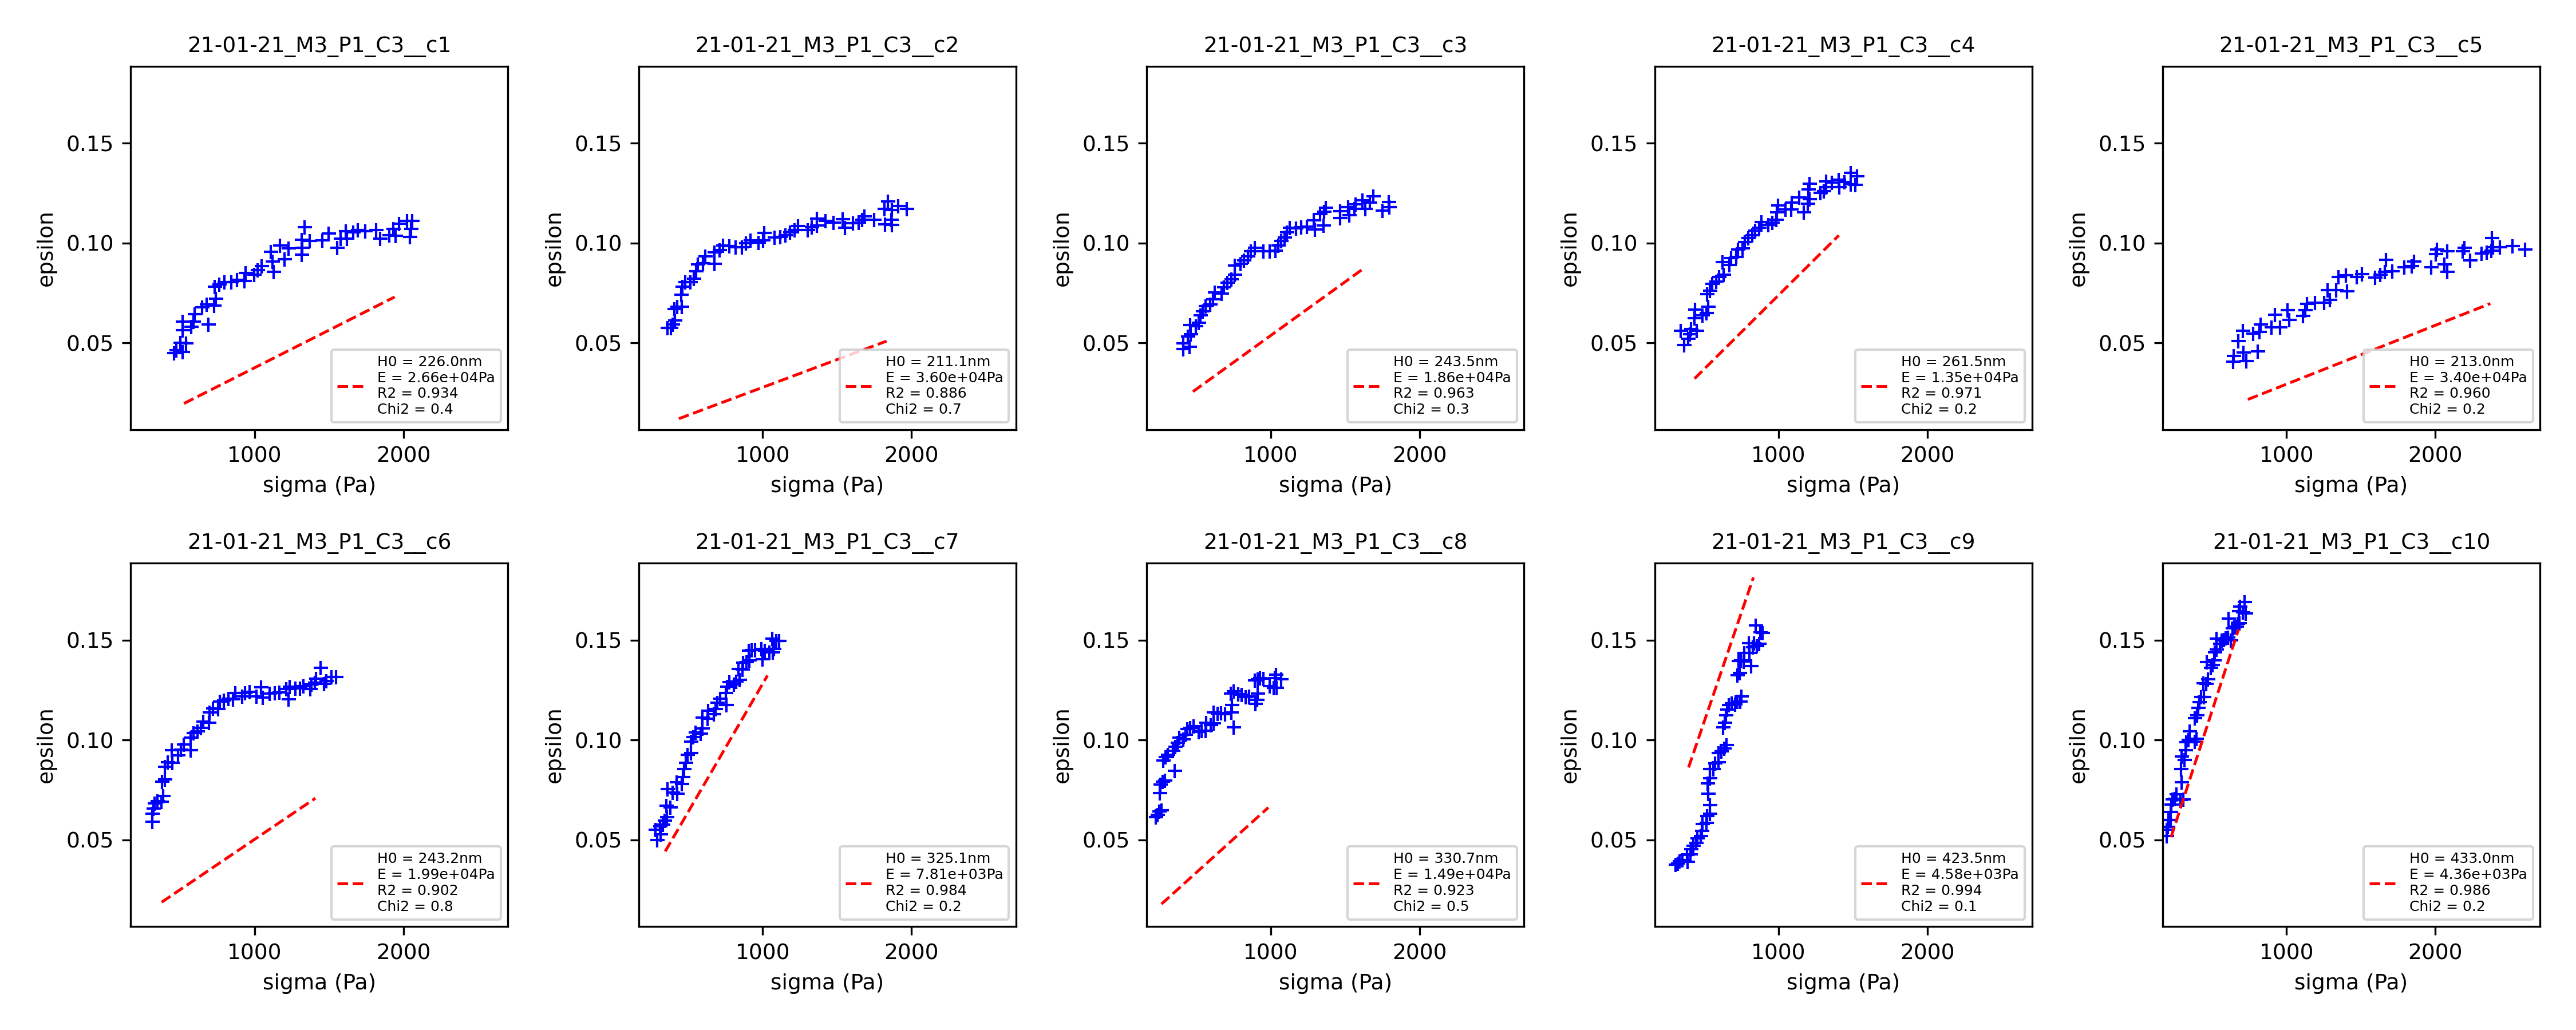 21-01-21_M3_P1_C3__c1
0.15
0.10
0.05
epsilon
H0 = 226.0nm
E = 2.66e+04Pa
R2 = 0.934
Chi2 = 0.4
1000 2000
sigma (Pa)
21-01-21_M3_P1_C3__c2
0.15
0.10
0.05
epsilon
H0 = 211.1nm
E = 3.60e+04Pa
R2 = 0.886
Chi2 = 0.7
1000 2000
sigma (Pa)
21-01-21_M3_P1_C3__c3
0.15
0.10
0.05
epsilon
H0 = 243.5nm
E = 1.86e+04Pa
R2 = 0.963
Chi2 = 0.3
1000 2000
sigma (Pa)
21-01-21_M3_P1_C3__c4
0.15
0.10
0.05
epsilon
H0 = 261.5nm
E = 1.35e+04Pa
R2 = 0.971
Chi2 = 0.2
1000 2000
sigma (Pa)
21-01-21_M3_P1_C3__c5
0.15
0.10
0.05
epsilon
H0 = 213.0nm
E = 3.40e+04Pa
R2 = 0.960
Chi2 = 0.2
1000 2000
sigma (Pa)
21-01-21_M3_P1_C3__c6
0.15
0.10
0.05
epsilon
H0 = 243.2nm
E = 1.99e+04Pa
R2 = 0.902
Chi2 = 0.8
1000 2000
sigma (Pa)
21-01-21_M3_P1_C3__c7
0.15
0.10
0.05
epsilon
H0 = 325.1nm
E = 7.81e+03Pa
R2 = 0.984
Chi2 = 0.2
1000 2000
sigma (Pa)
21-01-21_M3_P1_C3__c8
0.15
0.10
0.05
epsilon
H0 = 330.7nm
E = 1.49e+04Pa
R2 = 0.923
Chi2 = 0.5
1000 2000
sigma (Pa)
21-01-21_M3_P1_C3__c9
0.15
0.10
0.05
epsilon
H0 = 423.5nm
E = 4.58e+03Pa
R2 = 0.994
Chi2 = 0.1
1000 2000
sigma (Pa)
21-01-21_M3_P1_C3__c10
0.15
0.10
0.05
epsilon
H0 = 433.0nm
E = 4.36e+03Pa
R2 = 0.986
Chi2 = 0.2
1000 2000
sigma (Pa)